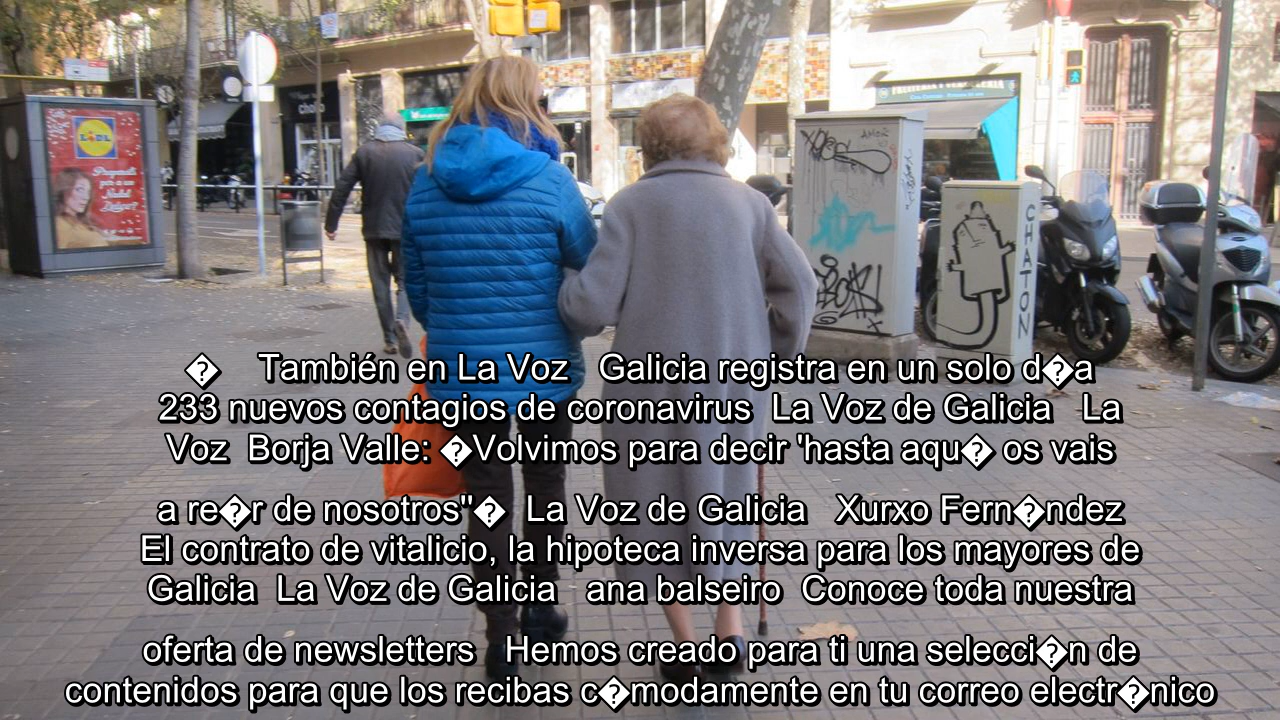 LIDL
CHATON
� También en La Voz Galicia registra en un solo d�a
233 nuevos contagios de coronavirus La Voz de Galicia La
Voz Borja Valle: �Volvimos para decir 'hasta aqu� os vais
a re�r de nosotros"� La Voz de Galicia Xurxo Fern�ndez
El contrato de vitalicio, la hipoteca inversa para los mayores de
Galicia La Voz de Galicia ana balseiro Conoce toda nuestra
oferta de newsletters Hemos creado para ti una selecci�n de
contenidos para que los recibas c�modamente en tu correo electr�nico